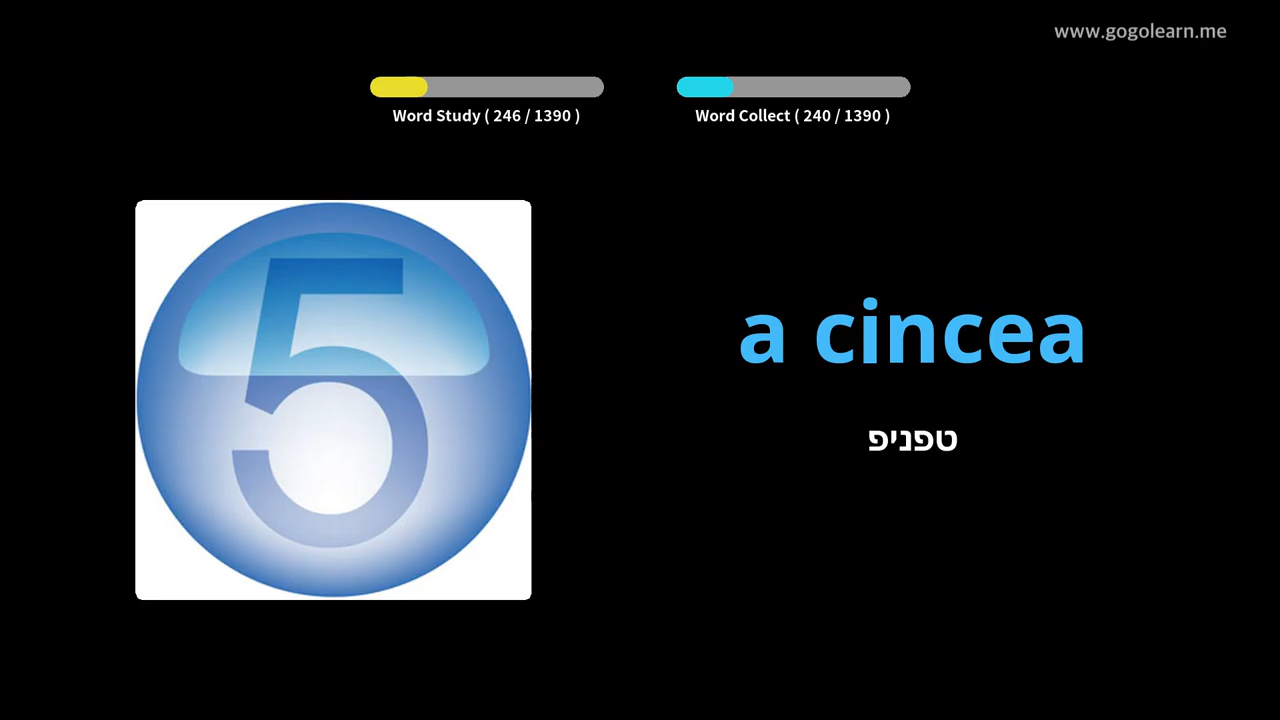 www.gogolearn.me
Word Study ( 246 / 1390 )
Word Collect ( 240 / 1390 )
5
a cincea
טפניפ